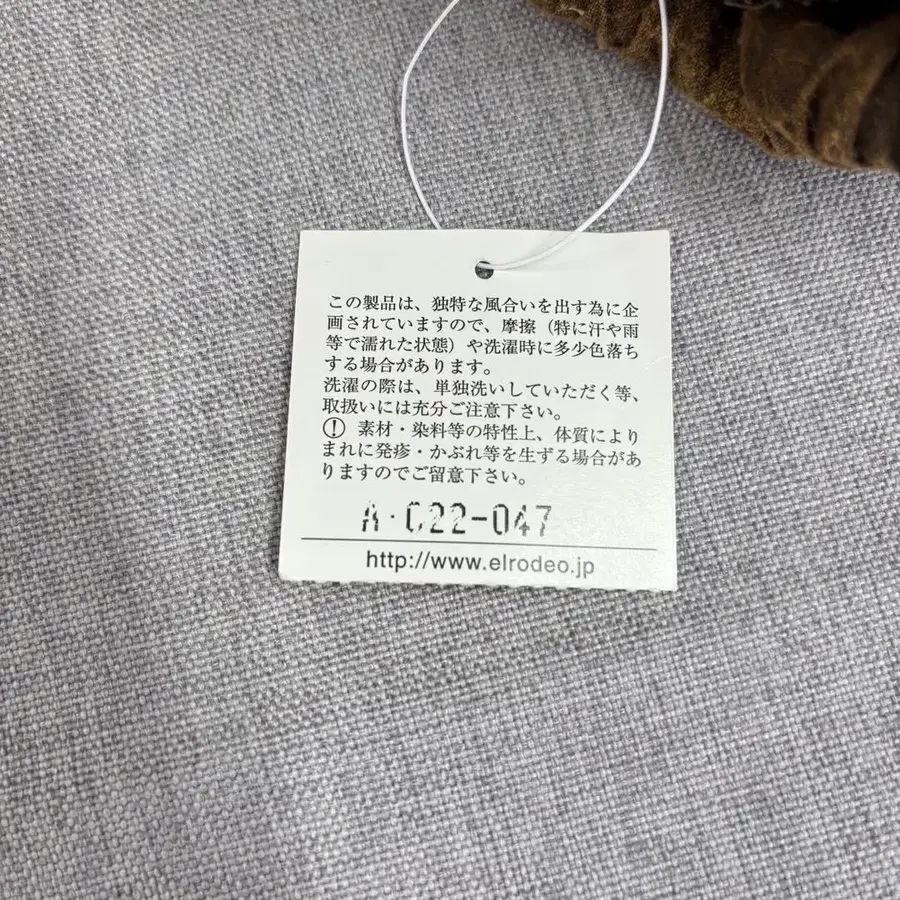 この製品は、独特な風合いを出す為に企
画されていますので、摩擦（特に汗や雨
等で濡れた状態）や洗濯時に多少色落ち
する場合があります。
洗濯の際は、単独洗いしていただく等、
取扱いには充分ご注意下さい。
! 素材・染料等の特性上、体質により
まれに発疹・かぶれ等を生ずる場合があ
りますのでご留意下さい。
A・C22-047
http://www.elrodeo.jp